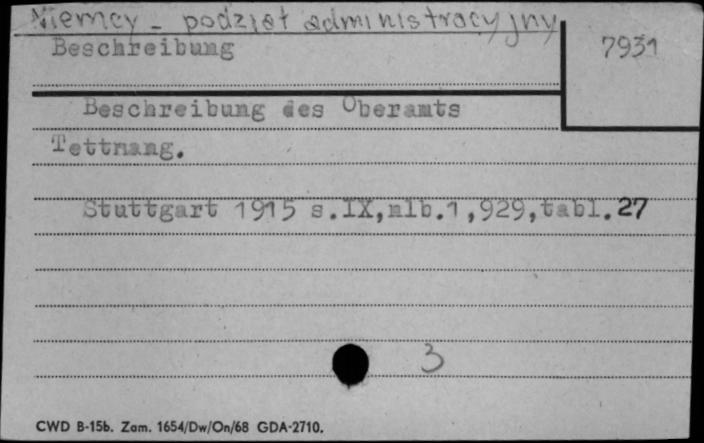 Niemcy - podział administracyjny
Beschreibung
7931
Beschreibung des Oberamts
Tettnang.
Stuttgart 1915 s.IX,nlb.1,929,tabl.27
3
CWD B-15b. Zam. 1654/Dw/On/68 GDA-2710.